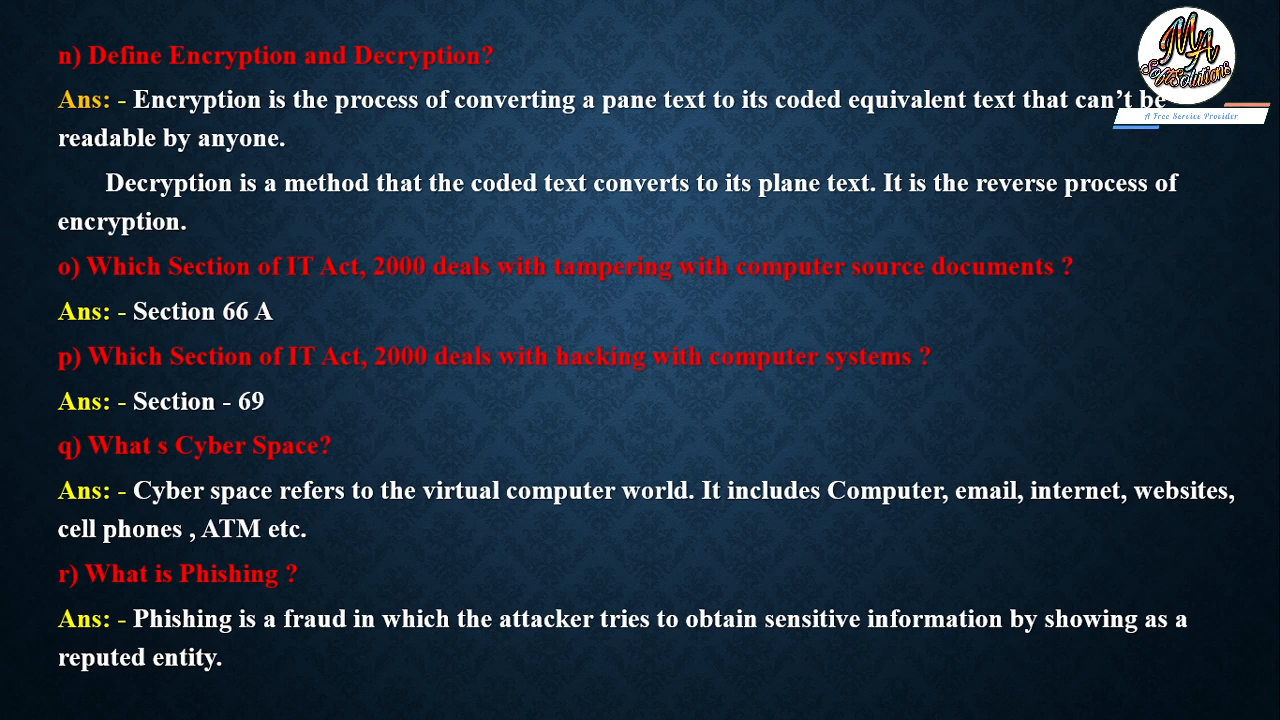 n) Define Encryption and Decryption?
Ans: - Encryption is the process of converting a pane text to its coded equivalent text that can’t be
readable by anyone.
Decryption is a method that the coded text converts to its plane text. It is the reverse process of
encryption.
o) Which Section of IT Act, 2000 deals with tampering with computer source documents ?
Ans: - Section 66 A
p) Which Section of IT Act, 2000 deals with hacking with computer systems ?
Ans: - Section - 69
q) What s Cyber Space?
Ans: - Cyber space refers to the virtual computer world. It includes Computer, email, internet, websites,
cell phones , ATM etc.
r) What is Phishing ?
Ans: - Phishing is a fraud in which the attacker tries to obtain sensitive information by showing as a
reputed entity.
MA
Soft Solutions
A Free Service Provider